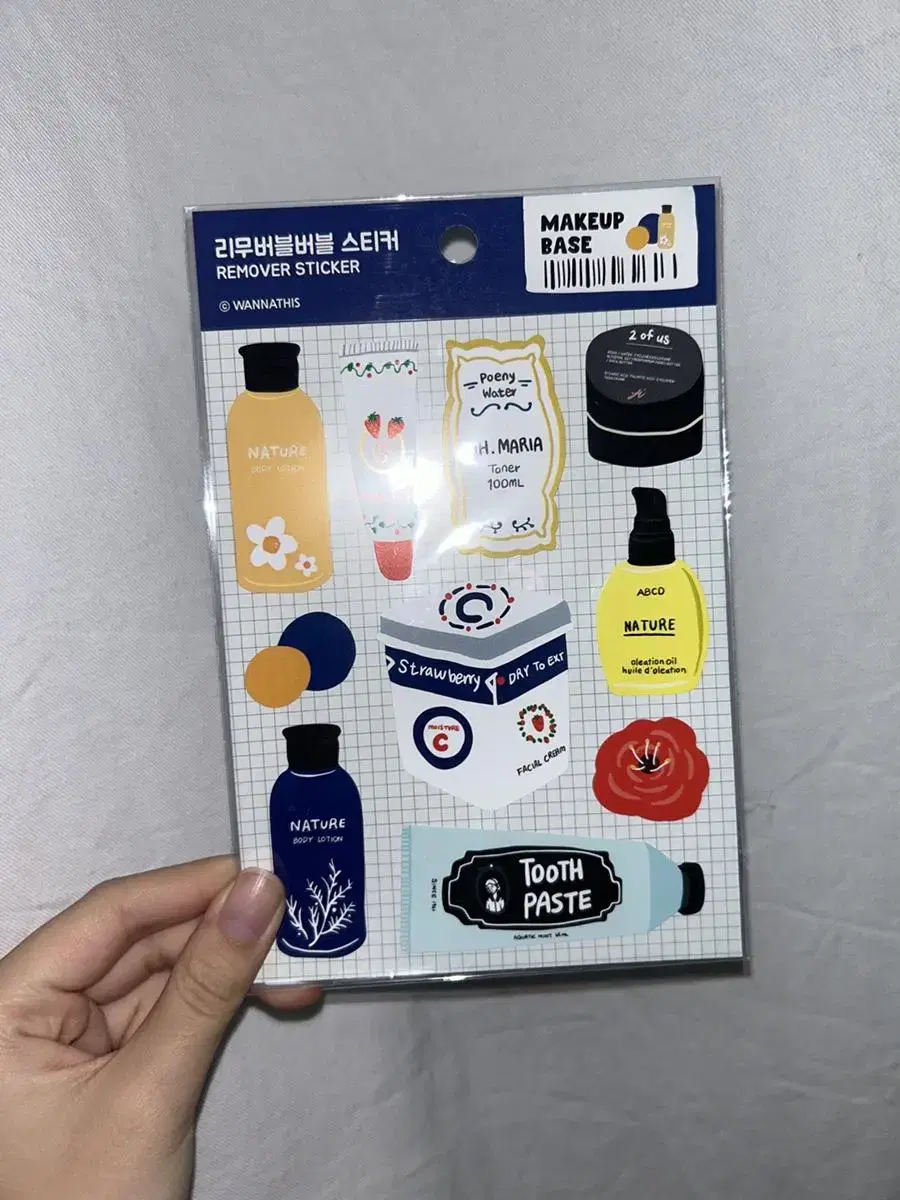 리무버블버블 스티커
REMOVER STICKER
© WANNATHIS
MAKEUP
BASE
NATURE
BODY LOTION
Poeny
Water
H. MARIA
Toner
100ML
2 of us
ABCD
NATURE
oleation oil
huile d'oleation
C
Strawberry
DRY TO EXT
MOISTURE
C
FACIAL CREAM
NATURE
BODY LOTION
TOOTH
PASTE